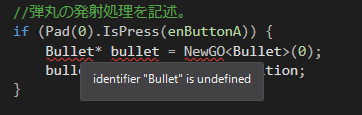 //弾丸の発射処理を記述。
if (Pad(0).IsPress(enButtonA)) {
Bullet* bullet = NewGO<Bullet>(0);
bulle tion;
identifier "Bullet" is undefined
}